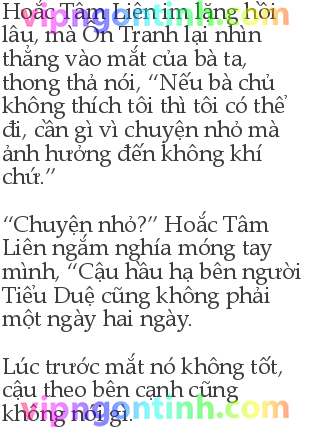 Hoắc Tâm Liên im lặng hồi
lâu, mà Ôn Tranh lại nhìn
thẳng vào mắt của bà ta,
thong thả nói, “Nếu bà chủ
không thích tôi thì tôi có thể
đi, cần gì vì chuyện nhỏ mà
ảnh hưởng đến không khí
chứ.”
“Chuyện nhỏ?” Hoắc Tâm
Liên ngắm nghía móng tay
mình, “Cậu hầu hạ bên người
Tiểu Duệ cũng không phải
một ngày hai ngày.
Lúc trước mắt nó không tốt,
cậu theo bên cạnh cũng
không nói gì.
vipngontinh.com
vipngontinh.com